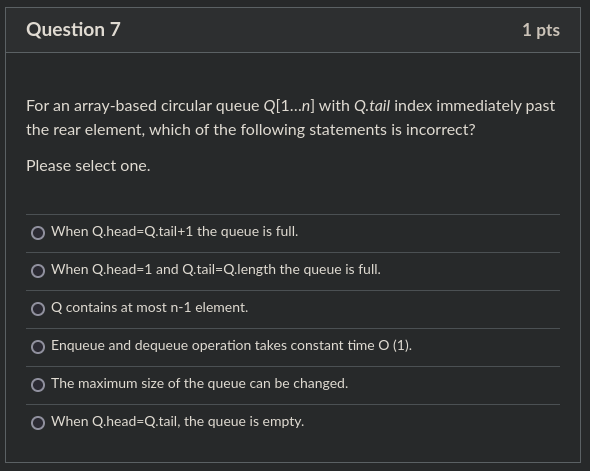 Question 7
1 pts
For an array-based circular queue Q[1...n] with Q.tail index immediately past
the rear element, which of the following statements is incorrect?
Please select one.
When Q.head=Q.tail+1 the queue is full.
When Q.head=1 and Q.tail=Q.length the queue is full.
Q contains at most n-1 element.
Enqueue and dequeue operation takes constant time O (1).
The maximum size of the queue can be changed.
When Q.head=Q.tail, the queue is empty.